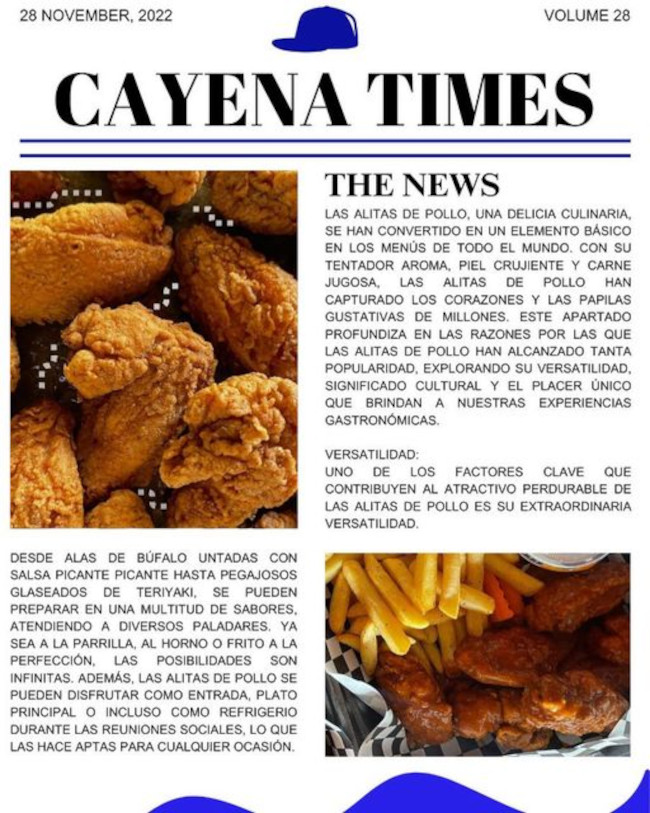 28 NOVEMBER, 2022
VOLUME 28
CAYENA TIMES
THE NEWS
LAS ALITAS DE POLLO, UNA DELICIA CULINARIA,
SE HAN CONVERTIDO EN UN ELEMENTO BÁSICO
EN LOS MENÚS DE TODO EL MUNDO. CON SU
TENTADOR AROMA, PIEL CRUJIENTE Y CARNE
JUGOSA, LAS ALITAS DE POLLO HAN
CAPTURADO LOS CORAZONES Y LAS PAPILAS
GUSTATIVAS DE MILLONES. ESTE APARTADO
PROFUNDIZA EN LAS RAZONES POR LAS QUE
LAS ALITAS DE POLLO HAN ALCANZADO TANTA
POPULARIDAD, EXPLORANDO SU VERSATILIDAD,
SIGNIFICADO CULTURAL Y EL PLACER ÚNICO
QUE BRINDAN A NUESTRAS EXPERIENCIAS
GASTRONÓMICAS.
VERSATILIDAD:
UNO DE LOS FACTORES CLAVE QUE
CONTRIBUYEN AL ATRACTIVO PERDURABLE DE
LAS ALITAS DE POLLO ES SU EXTRAORDINARIA
VERSATILIDAD.
DESDE ALAS DE BÚFALO UNTADAS CON
SALSA PICANTE PICANTE HASTA PEGAJOSOS
GLASEADOS DE TERIYAKI, SE PUEDEN
PREPARAR EN UNA MULTITUD DE SABORES,
ATENDIENDO A DIVERSOS PALADARES. YA
SEA A LA PARRILLA, AL HORNO O FRITO A LA
PERFECCIÓN, LAS POSIBILIDADES SON
INFINITAS. ADEMÁS, LAS ALITAS DE POLLO SE
PUEDEN DISFRUTAR COMO ENTRADA, PLATO
PRINCIPAL O INCLUSO COMO REFRIGERIO
DURANTE LAS REUNIONES SOCIALES, LO QUE
LAS HACE APTAS PARA CUALQUIER OCASIÓN.